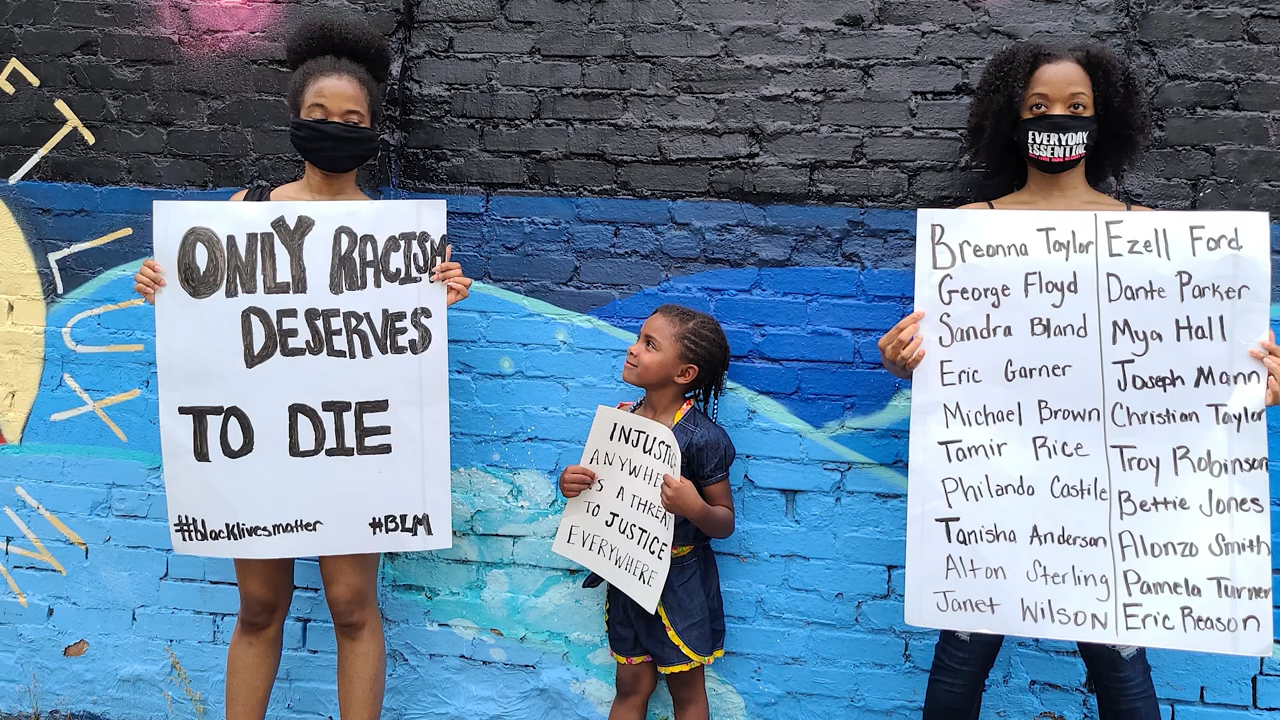 ONLY RACISM
DESERVES
TO DIE
#blacklivesmatter #BLM
INJUSTICE
ANYWHERE
IS A THREAT
TO JUSTICE
EVERYWHERE
EVERYDAY
ESSENTIAL
Breonna Taylor
George Floyd
Sandra Bland
Eric Garner
Michael Brown
Tamir Rice
Philando Castile
Tanisha Anderson
Alton Sterling
Janet Wilson
Ezell Ford
Dante Parker
Mya Hall
Joseph Mann
Christian Taylor
Troy Robinson
Bettie Jones
Alonzo Smith
Pamela Turner
Eric Reason